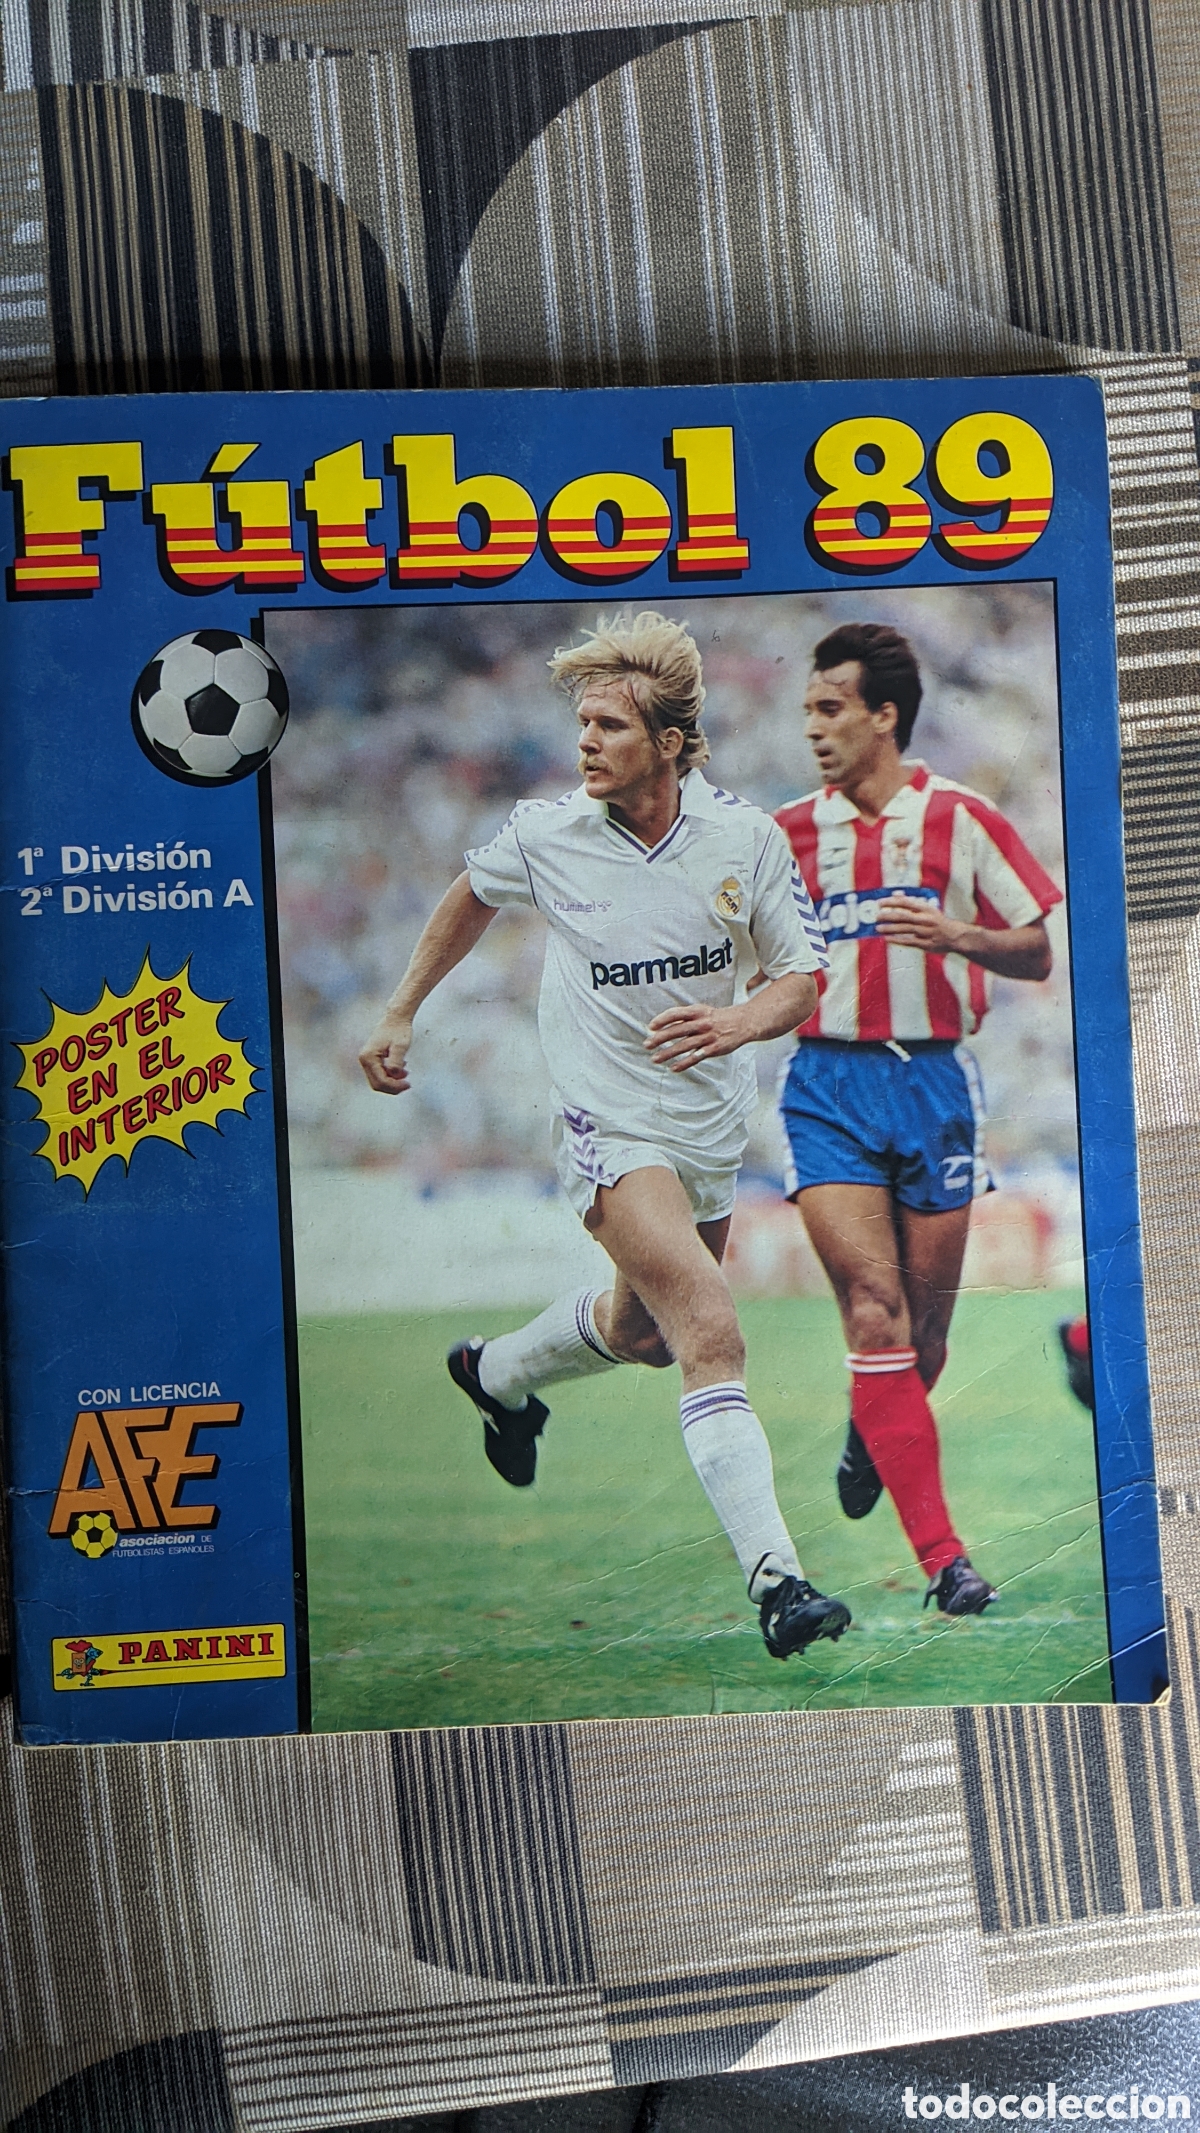 Fútbol 89
1ª División
2ª División A
POSTER
EN EL
INTERIOR
hummel
parmalat
CON LICENCIA
AFE
asociacion DE
FUTBOLISTAS ESPAÑOLES
PANINI
todocoleccion